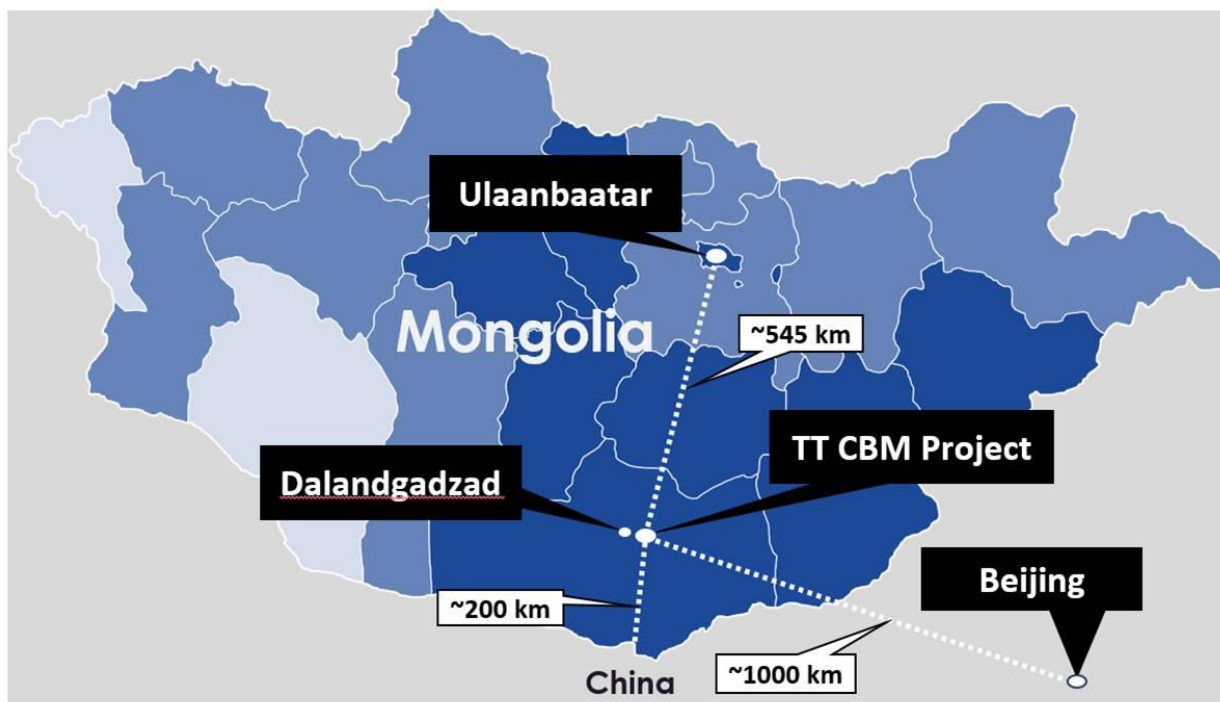 Ulaanbaatar
Mongolia
~545 km
TT CBM Project
Dalandgadzad
Beijing
~200 km
~1000 km
China